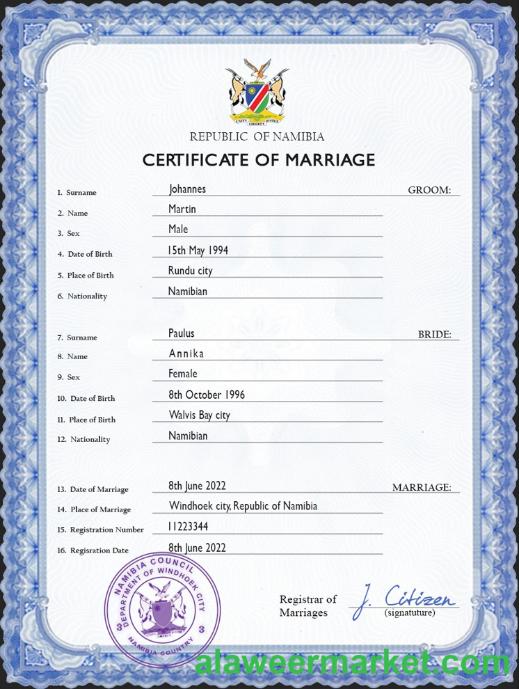 REPUBLIC OF NAMIBIA
CERTIFICATE OF MARRIAGE
1. Surname Johannes GROOM:
2. Name Martin
3. Sex Male
4. Date of Birth 15th May 1994
5. Place of Birth Rundu city
6. Nationality Namibian
7. Surname Paulus BRIDE:
8. Name Annika
9. Sex Female
10. Date of Birth 8th October 1996
11. Place of Birth Walvis Bay city
12. Nationality Namibian
13. Date of Marriage 8th June 2022 MARRIAGE:
14. Place of Marriage Windhoek city, Republic of Namibia
15. Registration Number 11223344
16. Regisration Date 8th June 2022
NAMIBIA COUNCIL
DEPARTMENT OF WINDHOEK CITY
3 3
NAMIBIA COUNTRY
Registrar of
Marriages
J. Citizen
(signatuture)
alaweermarket.com